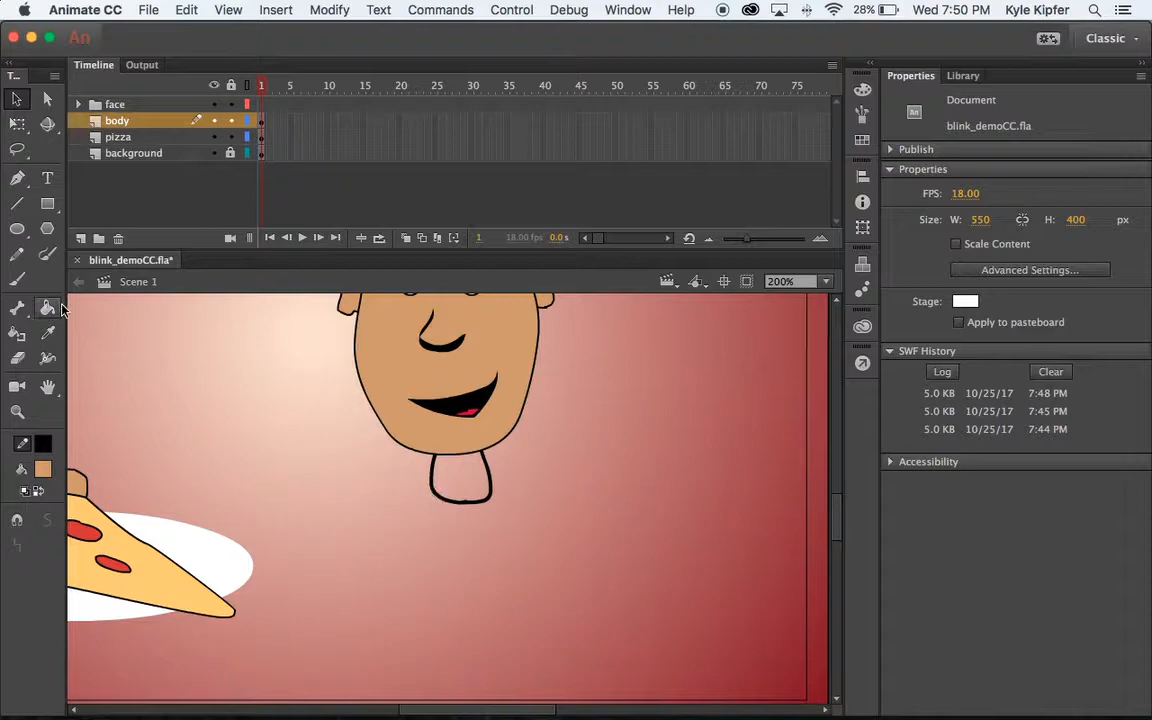 Animate CC File Edit View Insert Modify Text Commands Control Debug Window Help 28% Wed 7:50 PM Kyle Kipfer
An Classic
T... Timeline Output Properties Library
1 5 10 15 20 25 30 35 40 45 50 55 60 65 70 75
face
body
pizza
background
Document
blink_demoCC.fla
Publish
Properties
FPS: 18.00
Size: W: 550 H: 400 px
Scale Content
Advanced Settings...
Stage:
Apply to pasteboard
SWF History
Log Clear
5.0 KB 10/25/17 7:48 PM
5.0 KB 10/25/17 7:45 PM
5.0 KB 10/25/17 7:44 PM
Accessibility
1 18.00 fps 0.0 s
blink_demoCC.fla*
Scene 1 200%